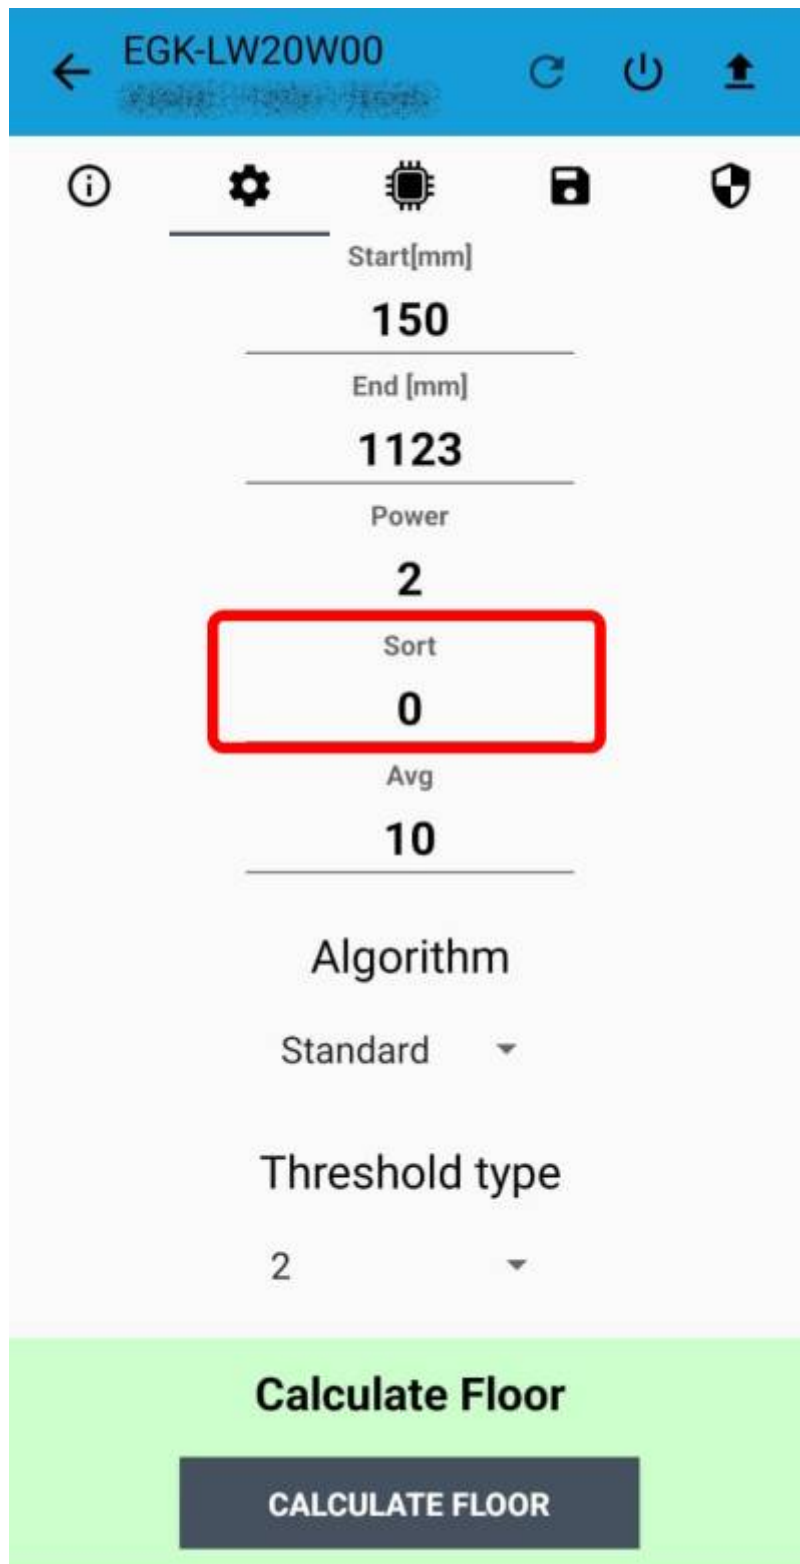 EGK-LW20W00
Start[mm]
150
End [mm]
1123
Power
2
Sort
0
Avg
10
Algorithm
Standard
Threshold type
2
Calculate Floor
CALCULATE FLOOR